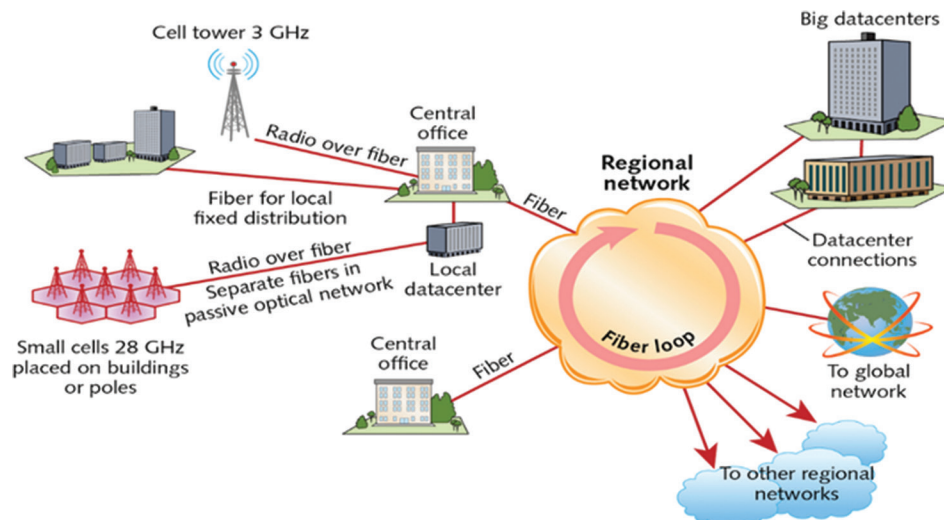 Cell tower 3 GHz
Big datacenters
Central
office
Radio over fiber
Fiber for local
fixed distribution
Regional
network
Fiber
Radio over fiber
Separate fibers in
passive optical network
Local
datacenter
Datacenter
connections
Small cells 28 GHz
placed on buildings
or poles
Central
office
Fiber
Fiber loop
To global
network
To other regional
networks